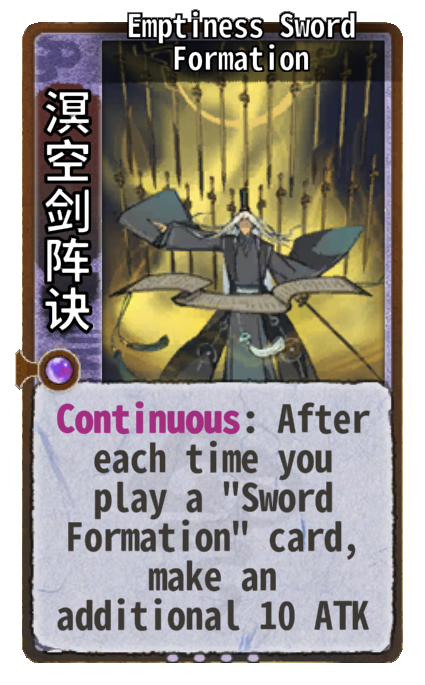 Emptiness Sword
Formation
溟空剑阵诀
Continuous: After
each time you
play a "Sword
Formation" card,
make an
additional 10 ATK